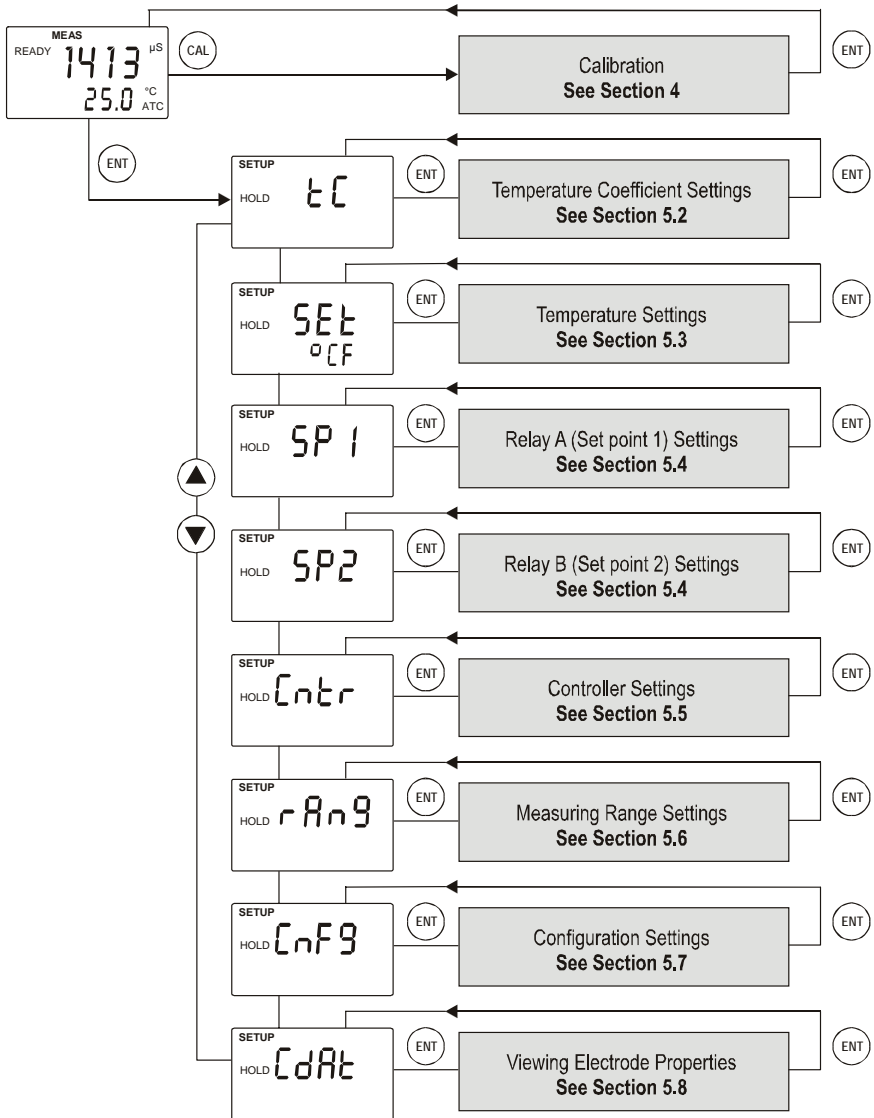 MEAS
READY 1413 µS
25.0 °C
ATC
CAL
Calibration
See Section 4
ENT
ENT
SETUP
HOLD tC
ENT
Temperature Coefficient Settings
See Section 5.2
ENT
SETUP
HOLD SEt
°CF
ENT
Temperature Settings
See Section 5.3
ENT
SETUP
HOLD SP1
ENT
Relay A (Set point 1) Settings
See Section 5.4
ENT
SETUP
HOLD SP2
ENT
Relay B (Set point 2) Settings
See Section 5.4
ENT
SETUP
HOLD Cntr
ENT
Controller Settings
See Section 5.5
ENT
SETUP
HOLD rAng
ENT
Measuring Range Settings
See Section 5.6
ENT
SETUP
HOLD CnFg
ENT
Configuration Settings
See Section 5.7
ENT
SETUP
HOLD CdAt
ENT
Viewing Electrode Properties
See Section 5.8
ENT